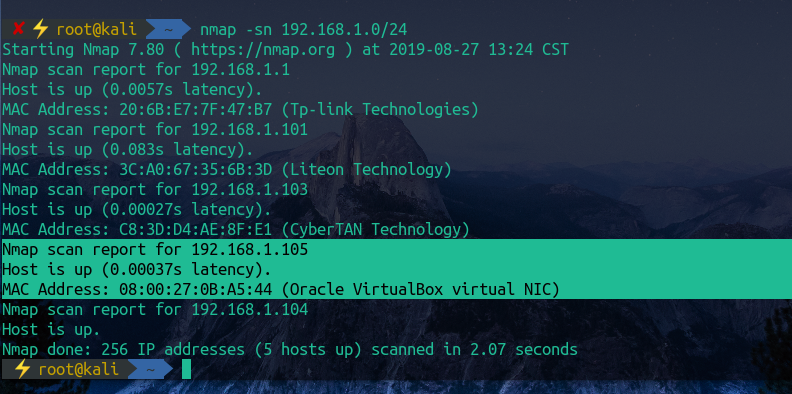 ✘ ⚡ root@kali ~ nmap -sn 192.168.1.0/24
Starting Nmap 7.80 ( https://nmap.org ) at 2019-08-27 13:24 CST
Nmap scan report for 192.168.1.1
Host is up (0.0057s latency).
MAC Address: 20:6B:E7:7F:47:B7 (Tp-link Technologies)
Nmap scan report for 192.168.1.101
Host is up (0.083s latency).
MAC Address: 3C:A0:67:35:6B:3D (Liteon Technology)
Nmap scan report for 192.168.1.103
Host is up (0.00027s latency).
MAC Address: C8:3D:D4:AE:8F:E1 (CyberTAN Technology)
Nmap scan report for 192.168.1.105
Host is up (0.00037s latency).
MAC Address: 08:00:27:0B:A5:44 (Oracle VirtualBox virtual NIC)
Nmap scan report for 192.168.1.104
Host is up.
Nmap done: 256 IP addresses (5 hosts up) scanned in 2.07 seconds
⚡ root@kali ~